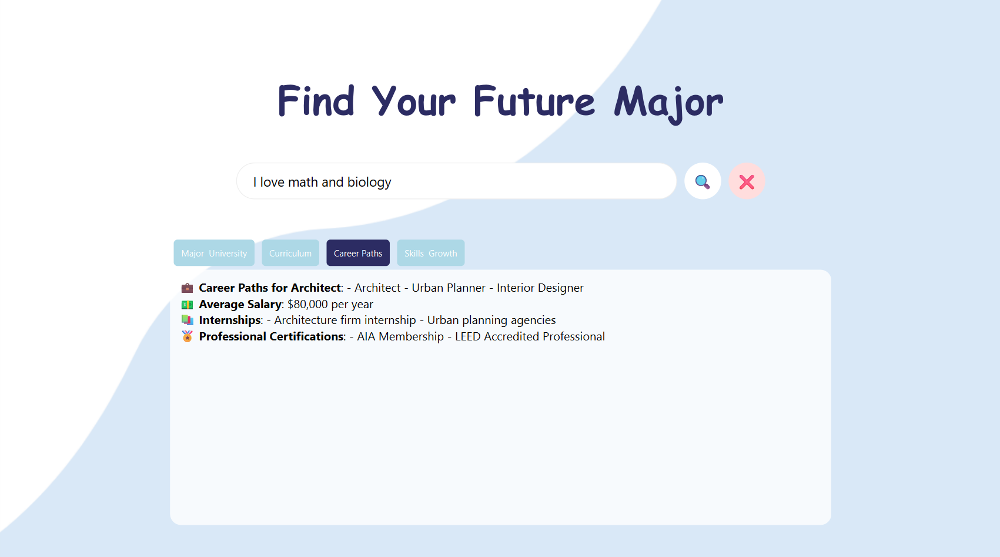 Find Your Future Major
I love math and biology
Major University
Curriculum
Career Paths
Skills Growth
Career Paths for Architect: - Architect - Urban Planner - Interior Designer
Average Salary: $80,000 per year
Internships: - Architecture firm internship - Urban planning agencies
Professional Certifications: - AIA Membership - LEED Accredited Professional